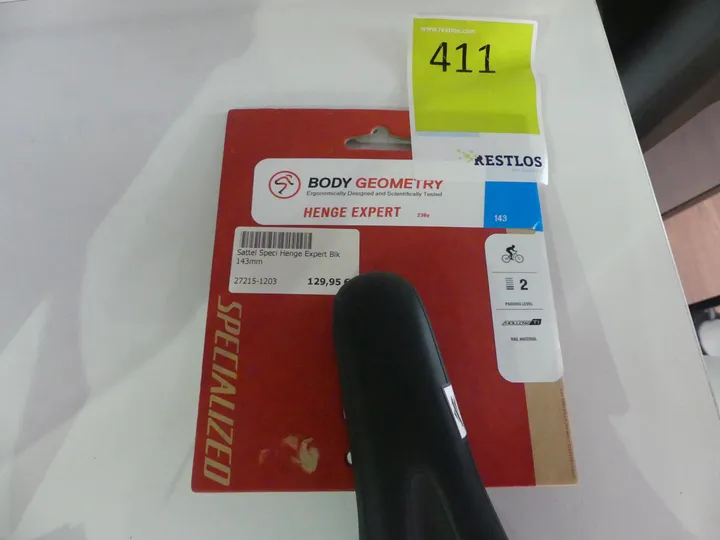 www.restlos.com
411
RESTLOS
BODY GEOMETRY
Ergonomically Designed and Scientifically Tested
HENGE EXPERT 238g
143
Sattel Speci Henge Expert Blk
143mm
27215-1203 129,95 €
2
PADDING LEVEL
RAIL MATERIAL
SPECIALIZED